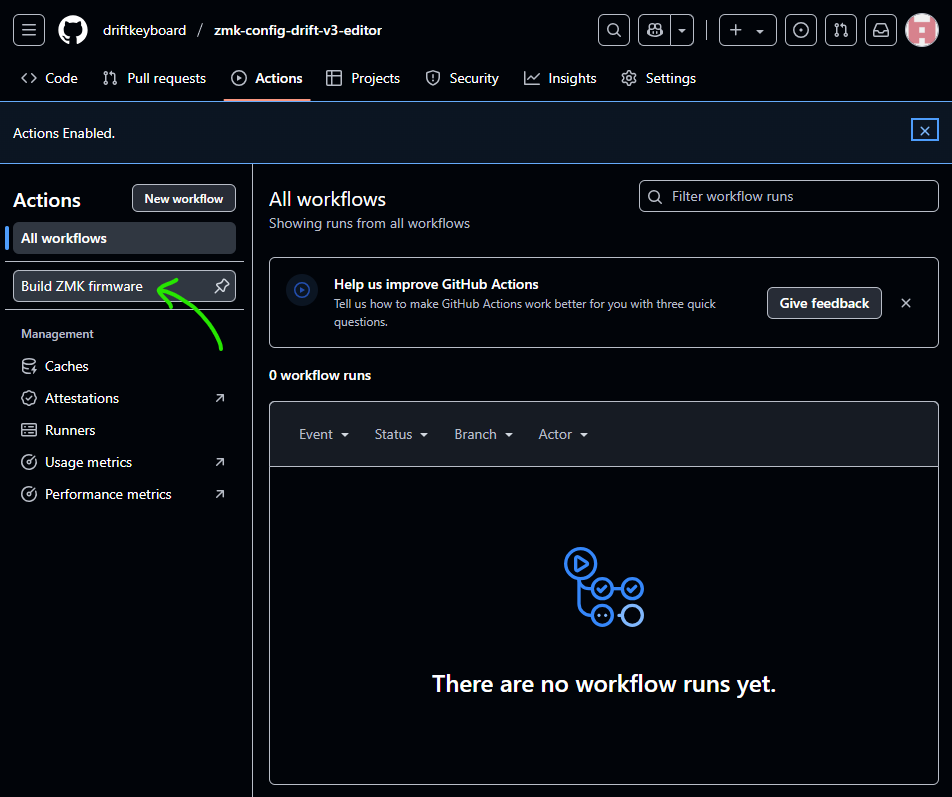 driftkeyboard / zmk-config-drift-v3-editor
Code Pull requests Actions Projects Security Insights Settings
Actions Enabled.
Actions New workflow
All workflows
Build ZMK firmware
Management
Caches
Attestations
Runners
Usage metrics
Performance metrics
All workflows
Showing runs from all workflows
Filter workflow runs
Help us improve GitHub Actions
Tell us how to make GitHub Actions work better for you with three quick
questions.
Give feedback
0 workflow runs
Event Status Branch Actor
There are no workflow runs yet.